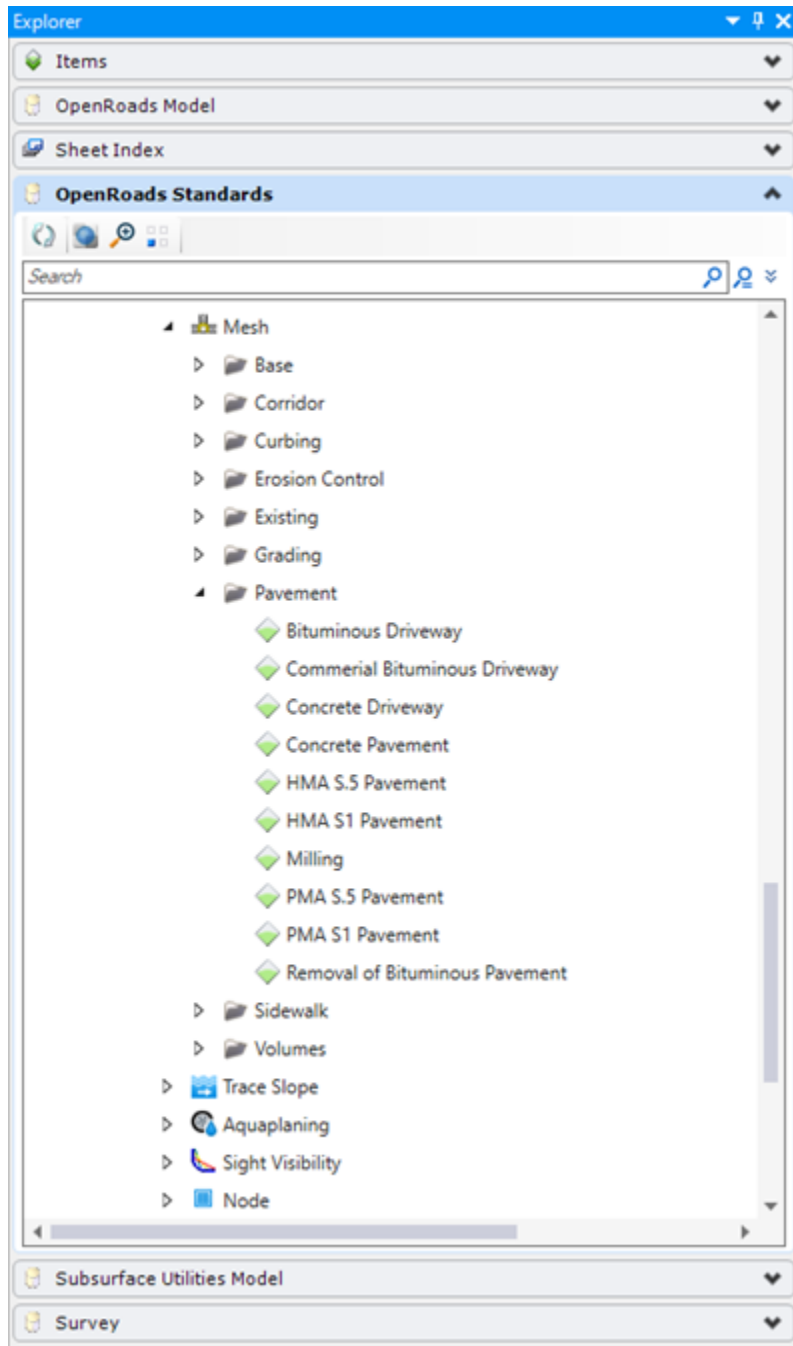 Explorer
Items
OpenRoads Model
Sheet Index
OpenRoads Standards
Search
Mesh
Base
Corridor
Curbing
Erosion Control
Existing
Grading
Pavement
Bituminous Driveway
Commerial Bituminous Driveway
Concrete Driveway
Concrete Pavement
HMA S.5 Pavement
HMA S1 Pavement
Milling
PMA S.5 Pavement
PMA S1 Pavement
Removal of Bituminous Pavement
Sidewalk
Volumes
Trace Slope
Aquaplaning
Sight Visibility
Node
Subsurface Utilities Model
Survey